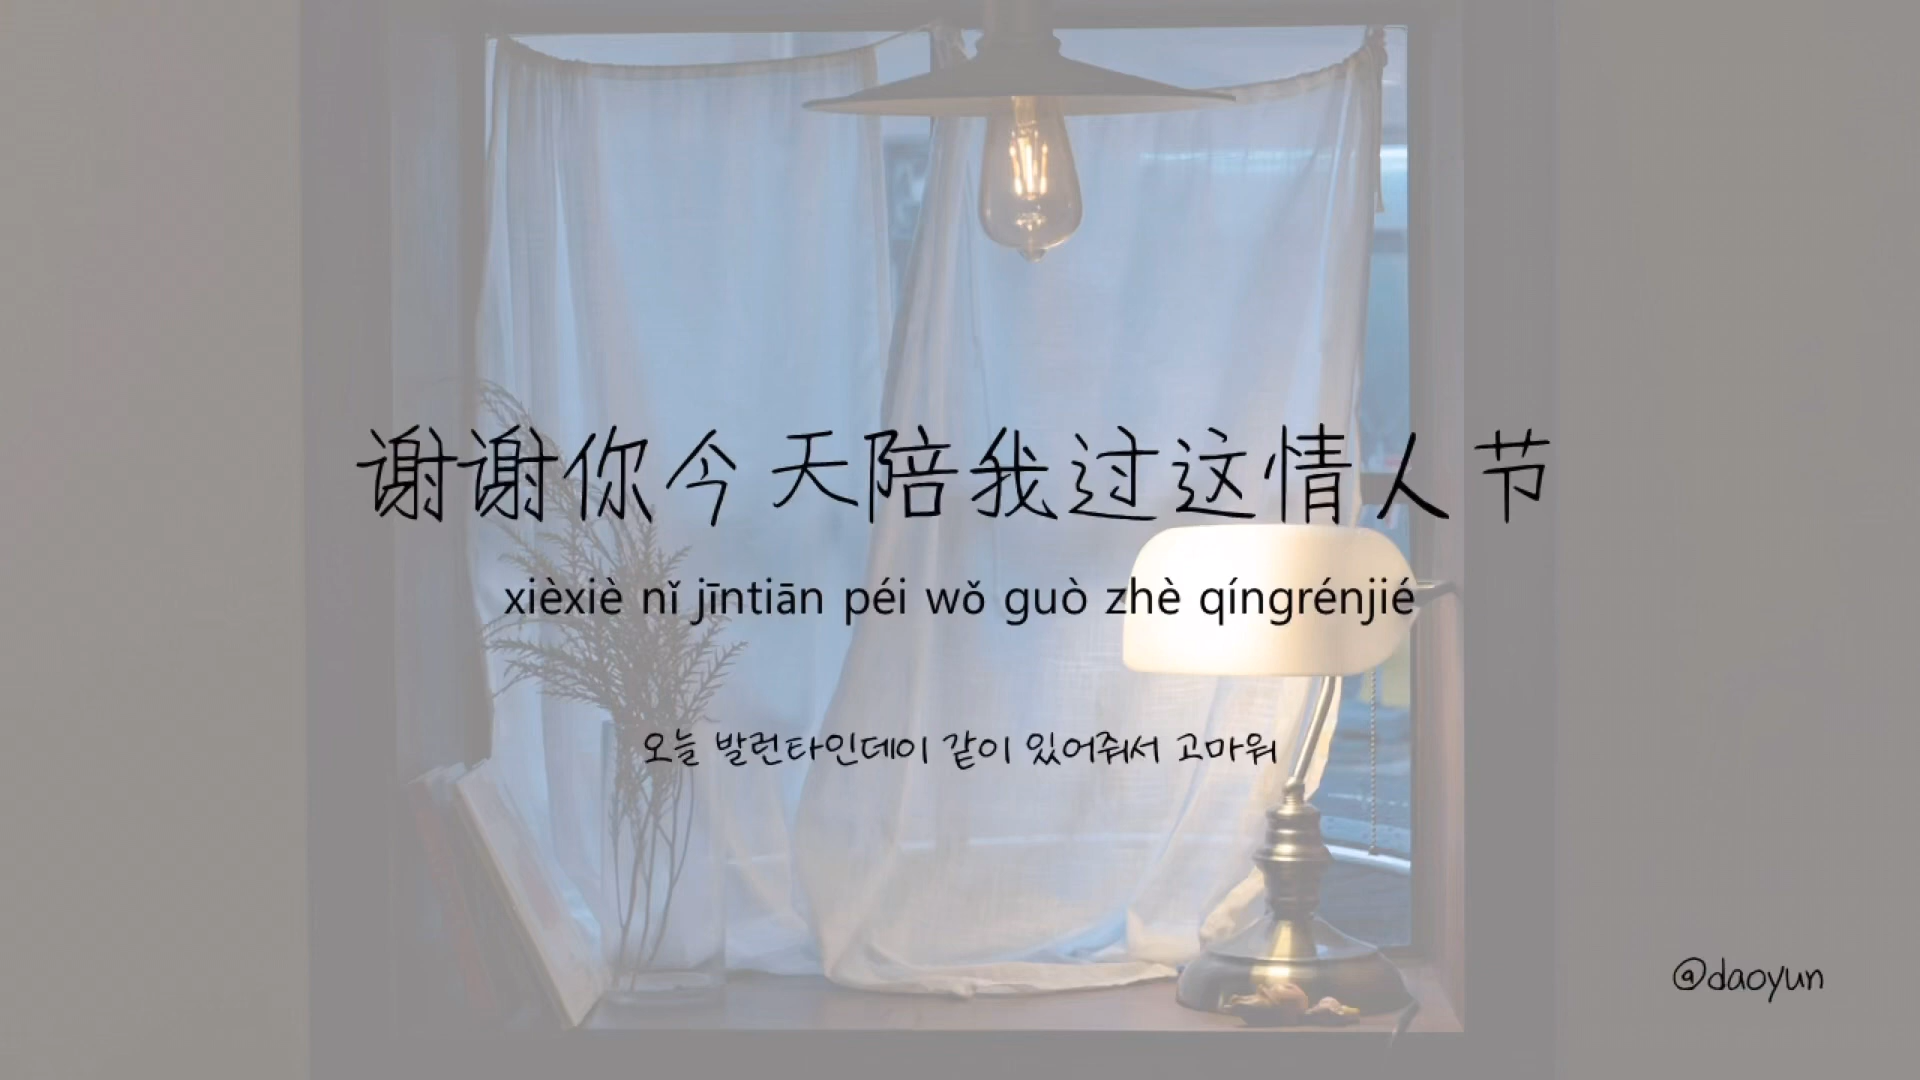 谢谢你今天陪我过这情人节
xièxiè nǐ jīntiān péi wǒ guò zhè qíngrénjié
오늘 발런타인데이 같이 있어줘서 고마워
@daoyun